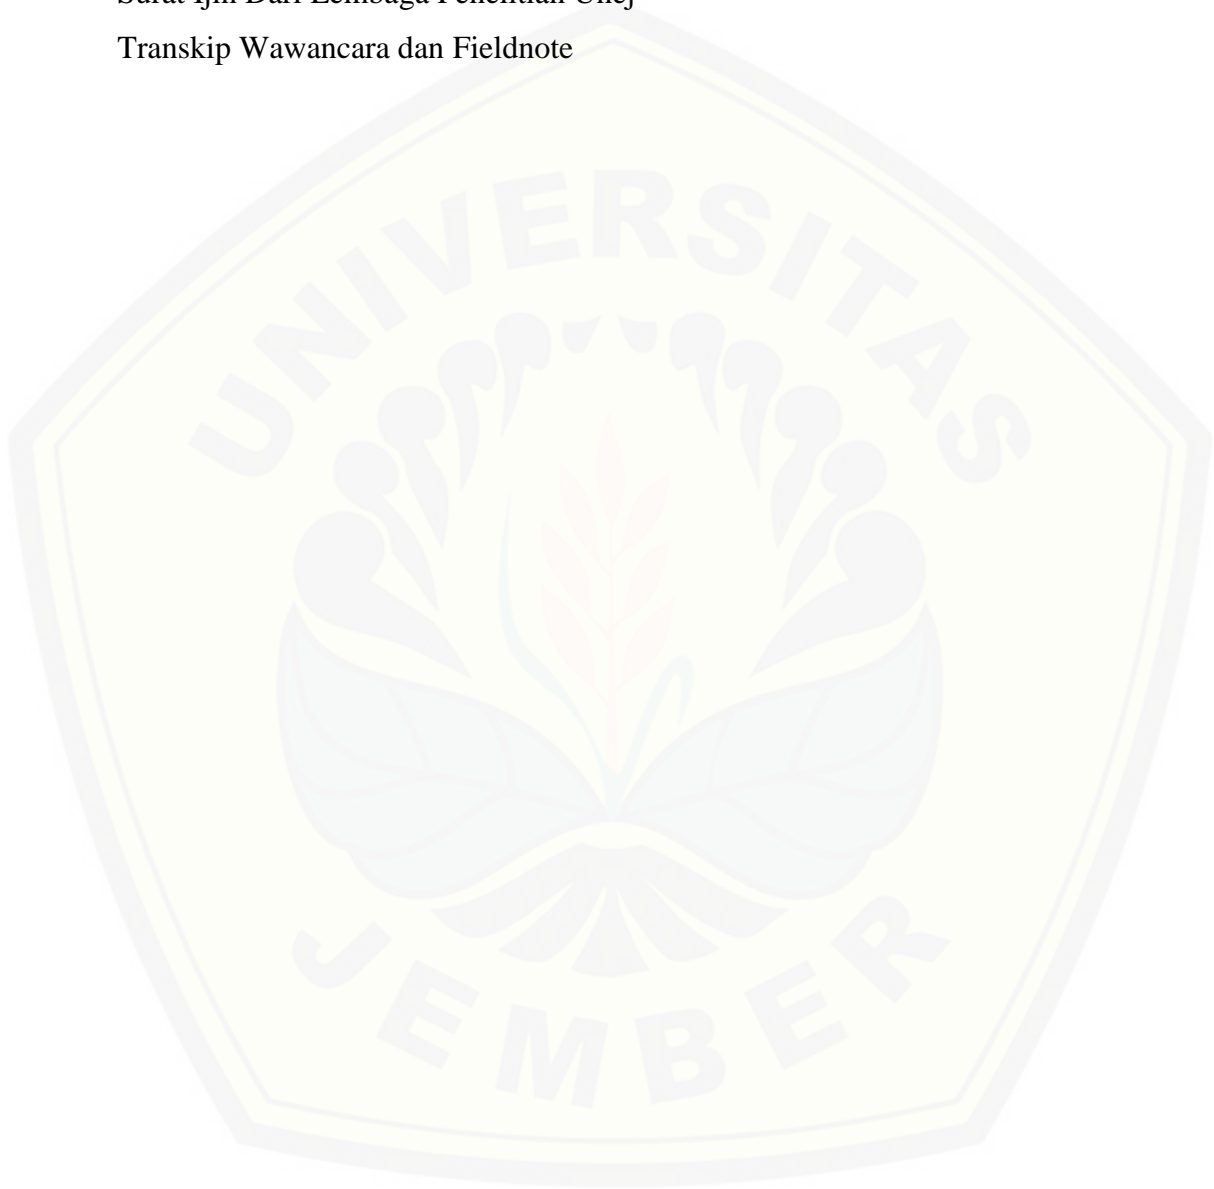 Surat Ijin Dari Lembaga Penelitian Unej
Transkip Wawancara dan Fieldnote
UNIVERSITAS
JEMBER